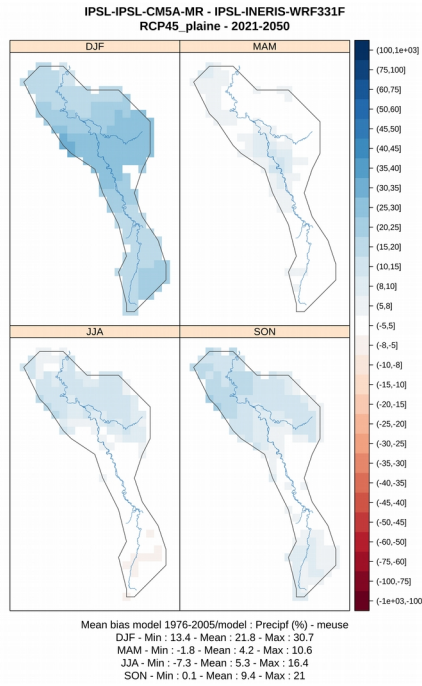 IPSL-IPSL-CM5A-MR - IPSL-INERIS-WRF331F
RCP45_plaine - 2021-2050
DJF
MAM
JJA
SON
(100,1e+03]
(75,100]
(60,75]
(50,60]
(45,50]
(40,45]
(35,40]
(30,35]
(25,30]
(20,25]
(15,20]
(10,15]
(8,10]
(5,8]
(-5,5]
(-8,-5]
(-10,-8]
(-15,-10]
(-20,-15]
(-25,-20]
(-30,-25]
(-35,-30]
(-40,-35]
(-45,-40]
(-50,-45]
(-60,-50]
(-75,-60]
(-100,-75]
(-1e+03,-100
Mean bias model 1976-2005/model : Precipf (%) - meuse
DJF - Min : 13.4 - Mean : 21.8 - Max : 30.7
MAM - Min : -1.8 - Mean : 4.2 - Max : 10.6
JJA - Min : -7.3 - Mean : 5.3 - Max : 16.4
SON - Min : 0.1 - Mean : 9.4 - Max : 21